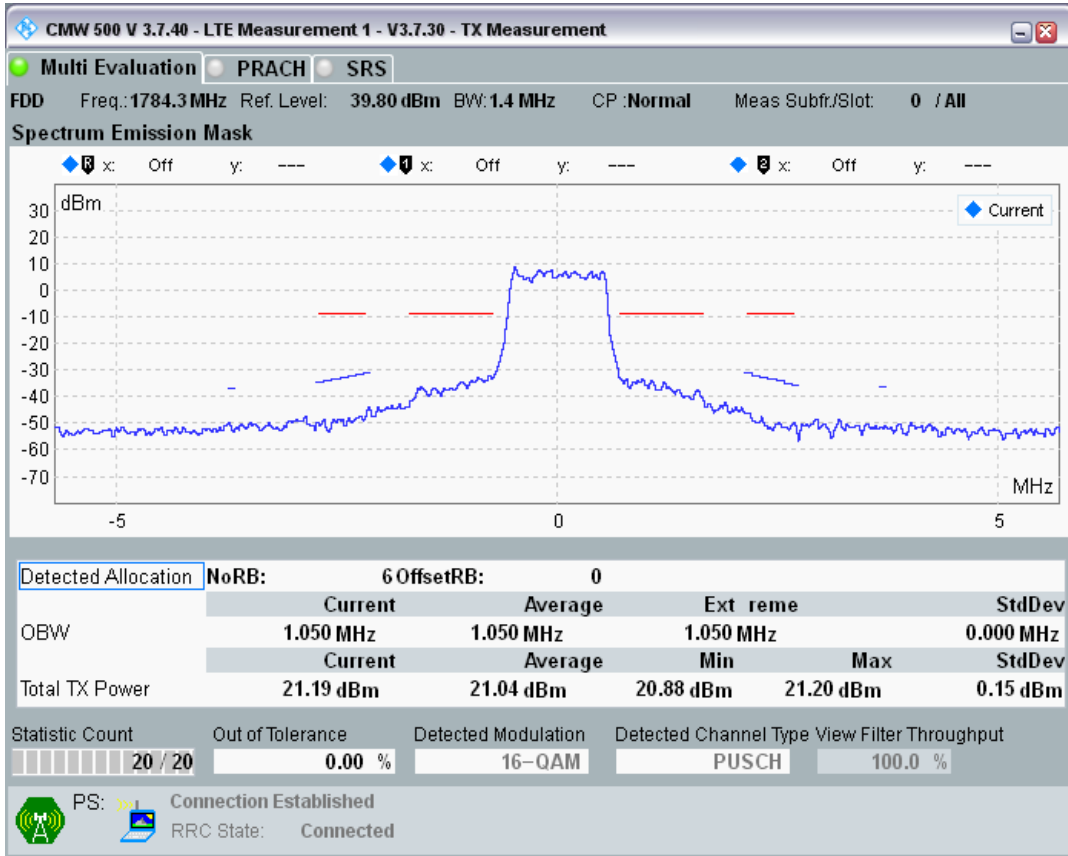 CMW 500 V 3.7.40 - LTE Measurement 1 - V3.7.30 - TX Measurement
Multi Evaluation PRACH SRS
FDD Freq.:1784.3 MHz Ref. Level: 39.80 dBm BW: 1.4 MHz CP :Normal Meas Subfr./Slot: 0 / All
Spectrum Emission Mask
R x: Off y: --- 1 x: Off y: --- 2 x: Off y: ---
dBm
Current
30
20
10
0
-10
-20
-30
-40
-50
-60
-70
MHz
-5 0 5
Detected Allocation NoRB: 6 OffsetRB: 0
Current Average Ext reme StdDev
OBW 1.050 MHz 1.050 MHz 1.050 MHz 0.000 MHz
Current Average Min Max StdDev
Total TX Power 21.19 dBm 21.04 dBm 20.88 dBm 21.20 dBm 0.15 dBm
Statistic Count Out of Tolerance Detected Modulation Detected Channel Type View Filter Throughput
20 / 20 0.00 % 16-QAM PUSCH 100.0 %
PS: Connection Established
RRC State: Connected